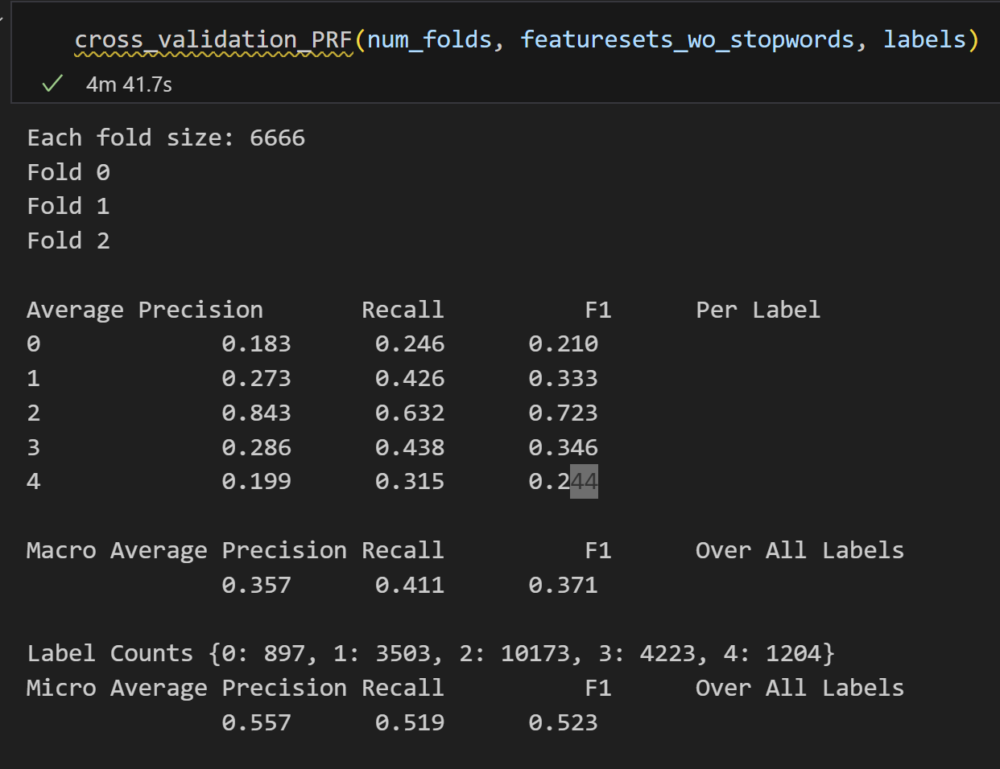 cross_validation_PRF(num_folds, featuresets_wo_stopwords, labels)
4m 41.7s
Each fold size: 6666
Fold 0
Fold 1
Fold 2
Average Precision Recall F1 Per Label
0 0.183 0.246 0.210
1 0.273 0.426 0.333
2 0.843 0.632 0.723
3 0.286 0.438 0.346
4 0.199 0.315 0.244
Macro Average Precision Recall F1 Over All Labels
0.357 0.411 0.371
Label Counts {0: 897, 1: 3503, 2: 10173, 3: 4223, 4: 1204}
Micro Average Precision Recall F1 Over All Labels
0.557 0.519 0.523